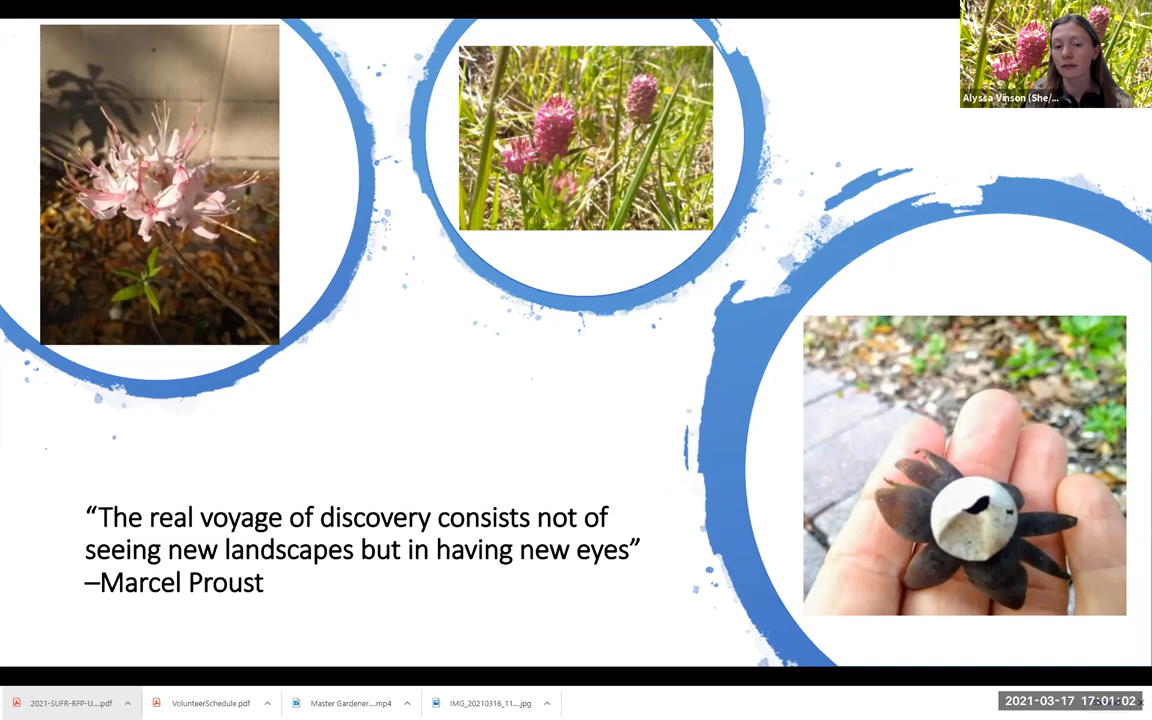 Alyssa Vinson (She/...
“The real voyage of discovery consists not of
seeing new landscapes but in having new eyes”
–Marcel Proust
2021-SUFR-RFP-U....pdf
VolunteerSchedule.pdf
Master Gardener....mp4
IMG_20210316_11....jpg
2021-03-17 17:01:02